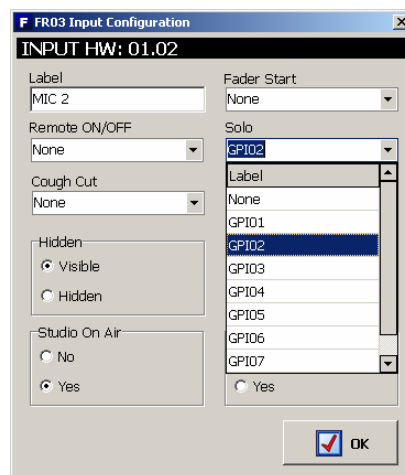 F FR03 Input Configuration
INPUT HW: 01.02
Label
MIC 2
Fader Start
None
Remote ON/OFF
None
Solo
GPI02
Cough Cut
None
Label
None
GPI01
GPI02
GPI03
GPI04
GPI05
GPI06
GPI07
Hidden
Visible
Hidden
Studio On Air
No
Yes
Yes
OK